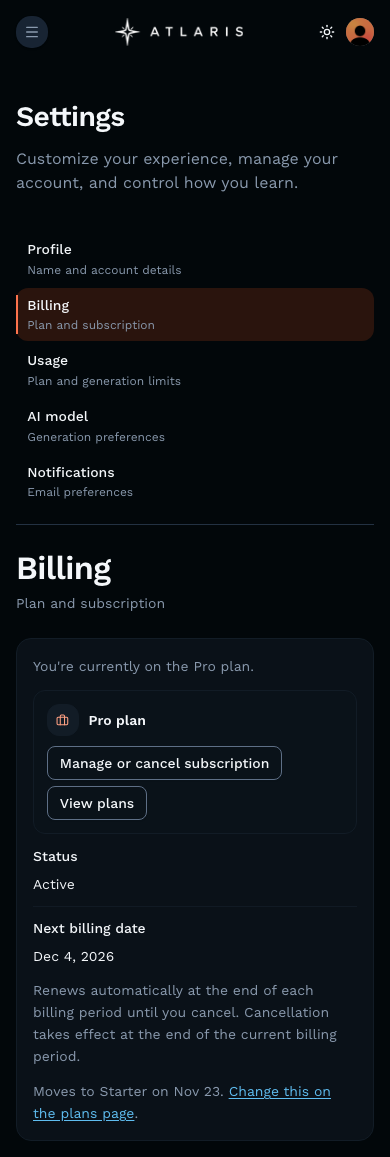 ATLARIS
Settings
Customize your experience, manage your
account, and control how you learn.
Profile
Name and account details
Billing
Plan and subscription
Usage
Plan and generation limits
AI model
Generation preferences
Notifications
Email preferences
Billing
Plan and subscription
You're currently on the Pro plan.
Pro plan
Manage or cancel subscription
View plans
Status
Active
Next billing date
Dec 4, 2026
Renews automatically at the end of each
billing period until you cancel. Cancellation
takes effect at the end of the current billing
period.
Moves to Starter on Nov 23. Change this on
the plans page.